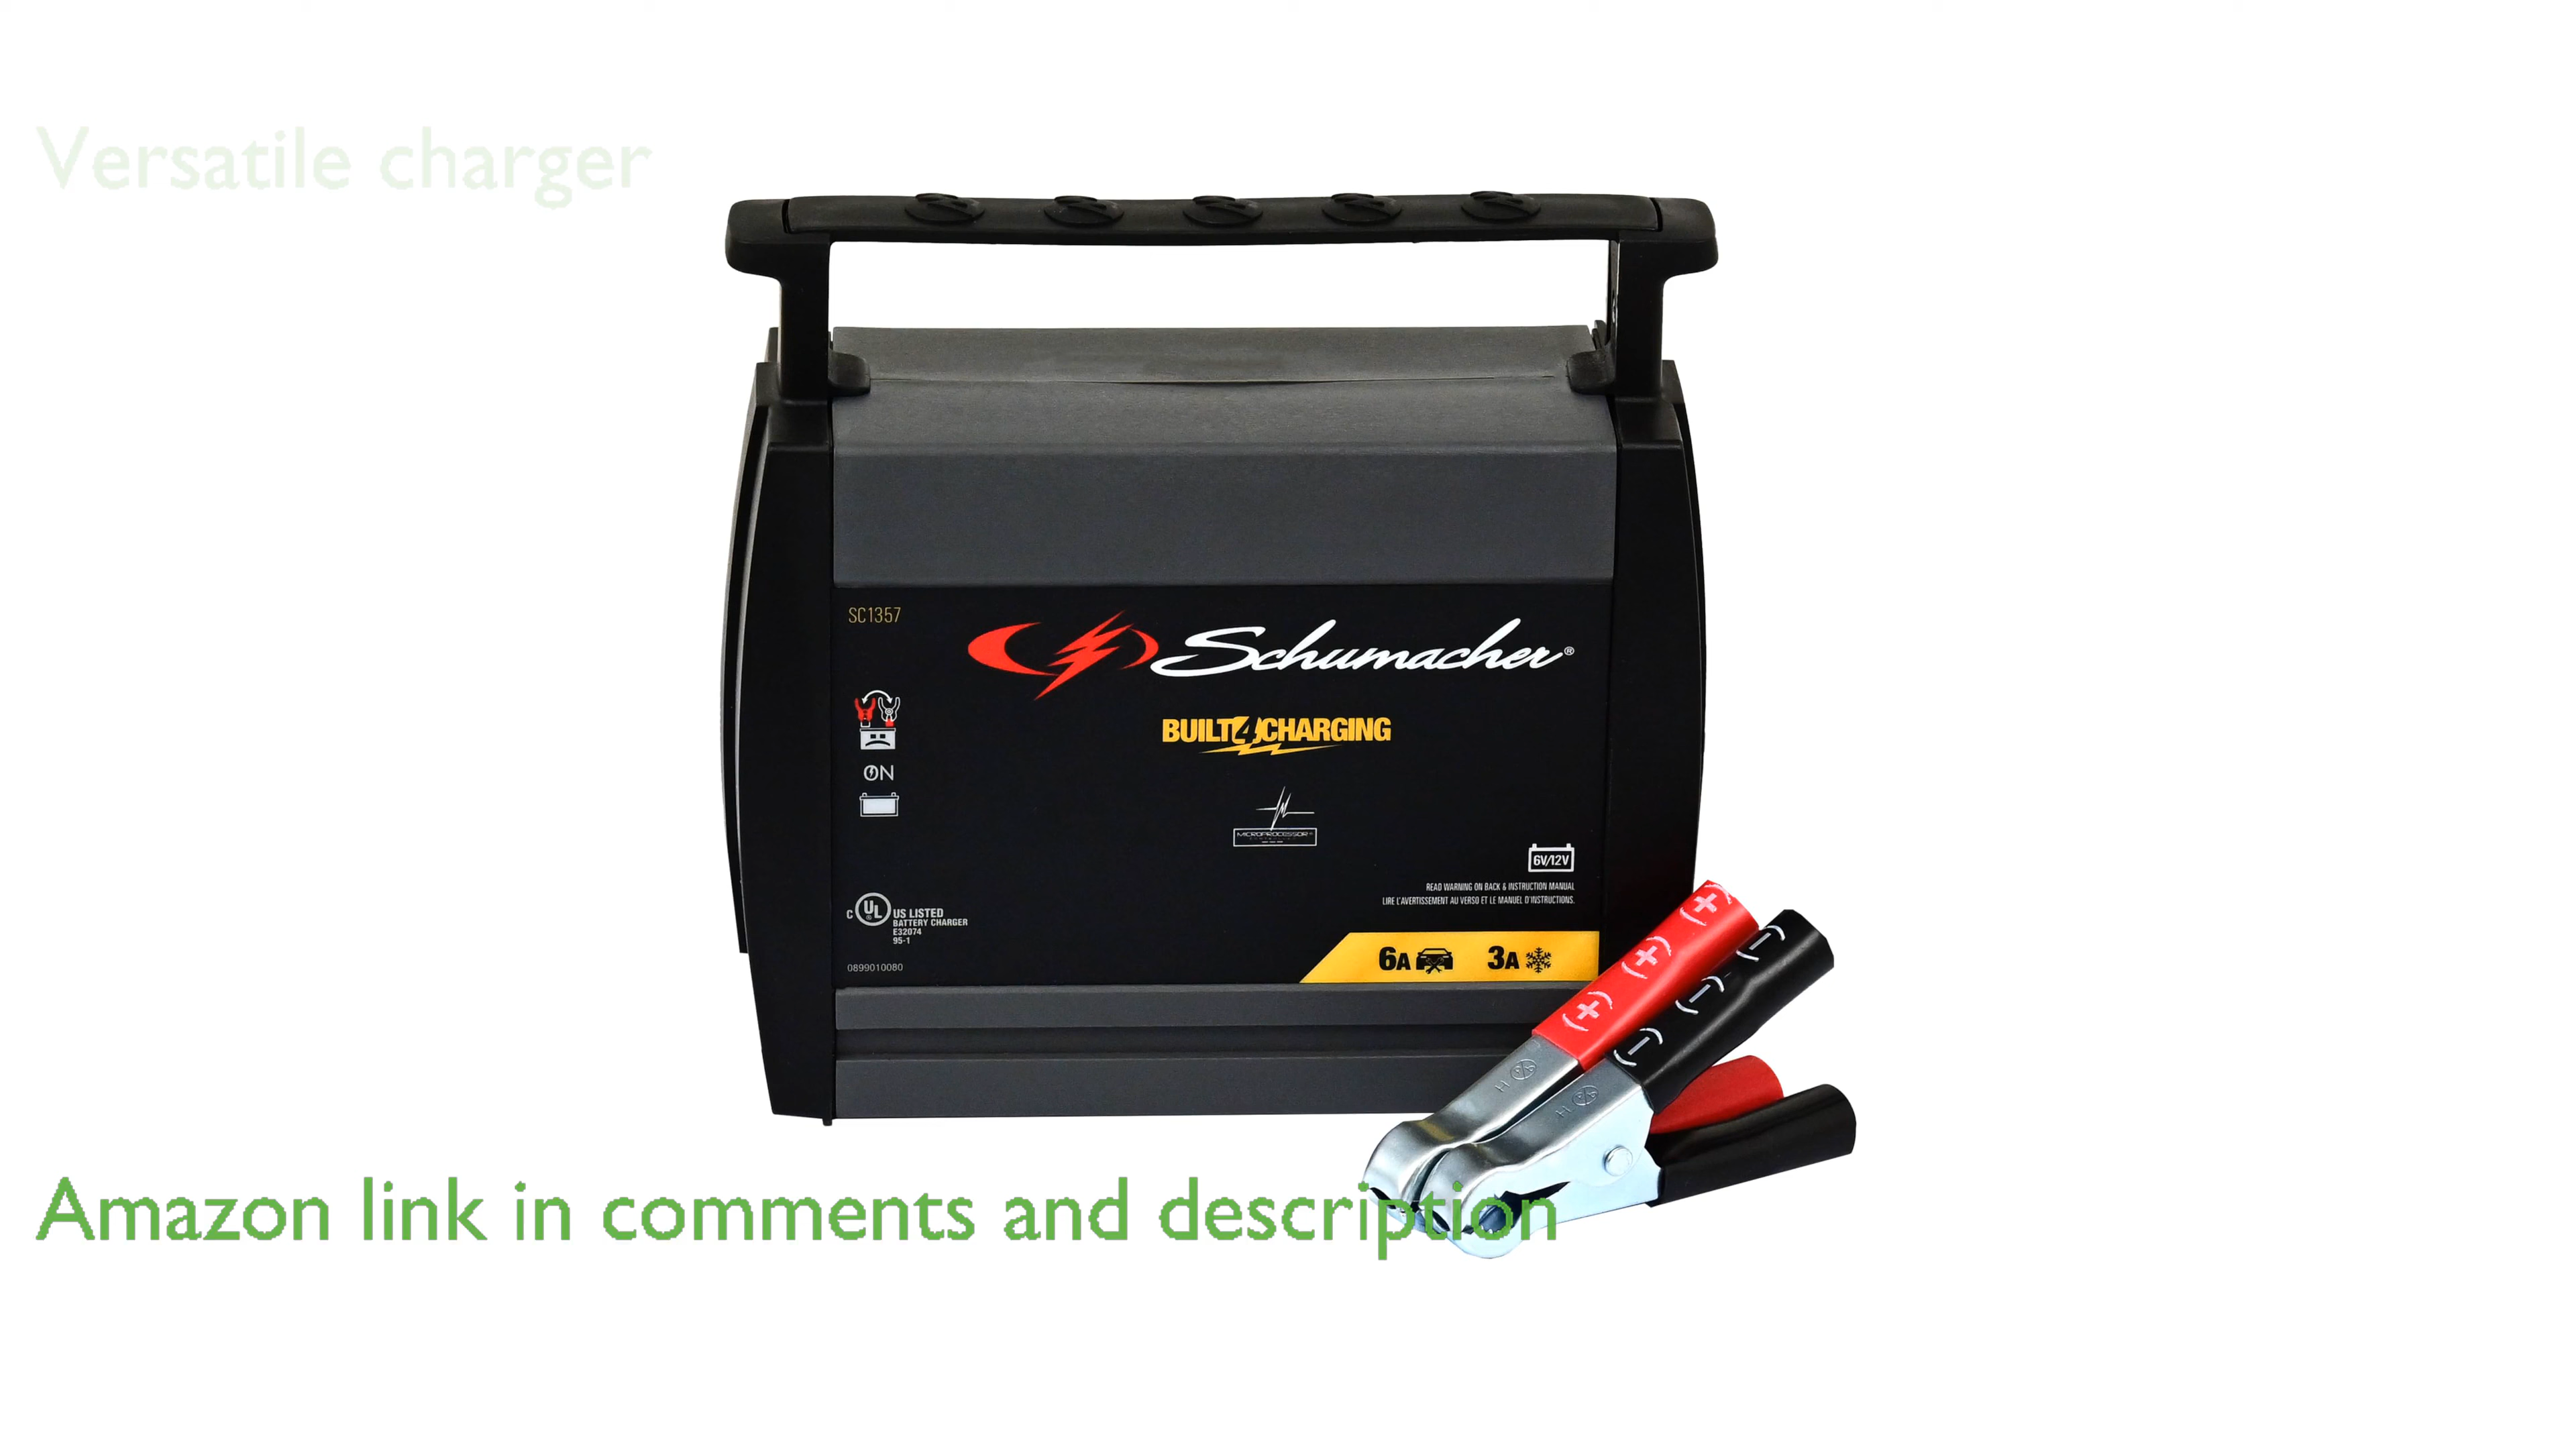 Versatile charger
SC1357
Schumacher®
BUILT4CHARGING
ON
MICROPROCESSOR
6V/12V
READ WARNING ON BACK & INSTRUCTION MANUAL
LIRE L'AVERTISSEMENT AU VERSO ET LE MANUEL D'INSTRUCTIONS.
C UL® US LISTED
BATTERY CHARGER
E32074
95-1
6A 3A
0899010080
Amazon link in comments and description